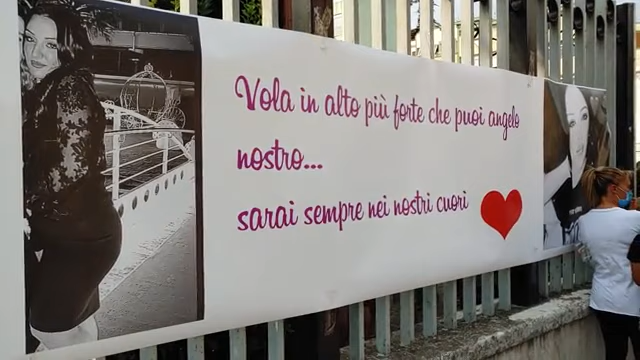 Vola in alto più forte che puoi angelo
nostro...
sarai sempre nei nostri cuori